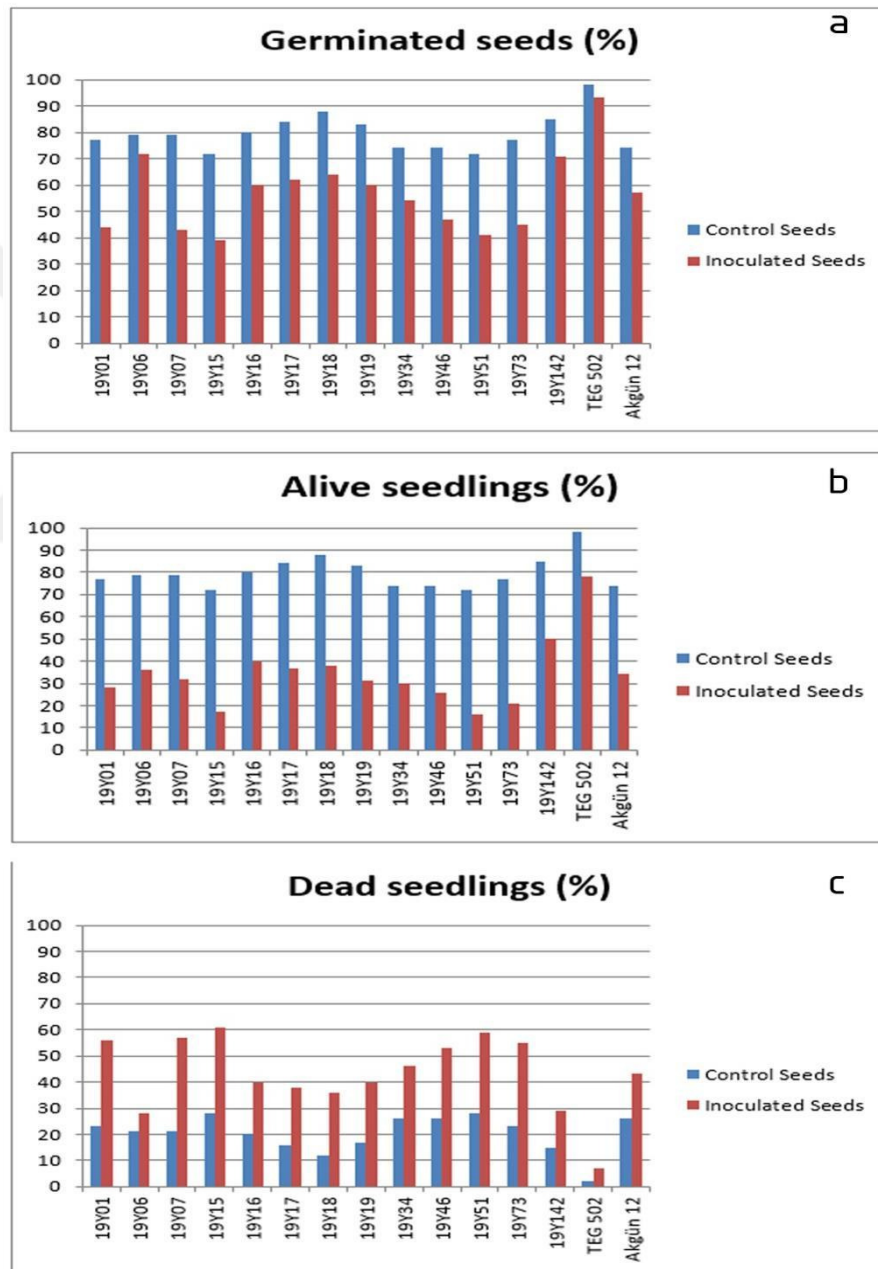 a
Germinated seeds (%)
100
90
80
70
60
50
40
30
20
10
0
19Y01
19Y06
19Y07
19Y15
19Y16
19Y17
19Y18
19Y19
19Y34
19Y46
19Y51
19Y73
19Y142
TEG 502
Akgün 12
Control Seeds
Inoculated Seeds
b
Alive seedlings (%)
100
90
80
70
60
50
40
30
20
10
0
19Y01
19Y06
19Y07
19Y15
19Y16
19Y17
19Y18
19Y19
19Y34
19Y46
19Y51
19Y73
19Y142
TEG 502
Akgün 12
Control Seeds
Inoculated Seeds
c
Dead seedlings (%)
100
90
80
70
60
50
40
30
20
10
0
19Y01
19Y06
19Y07
19Y15
19Y16
19Y17
19Y18
19Y19
19Y34
19Y46
19Y51
19Y73
19Y142
TEG 502
Akgün 12
Control Seeds
Inoculated Seeds